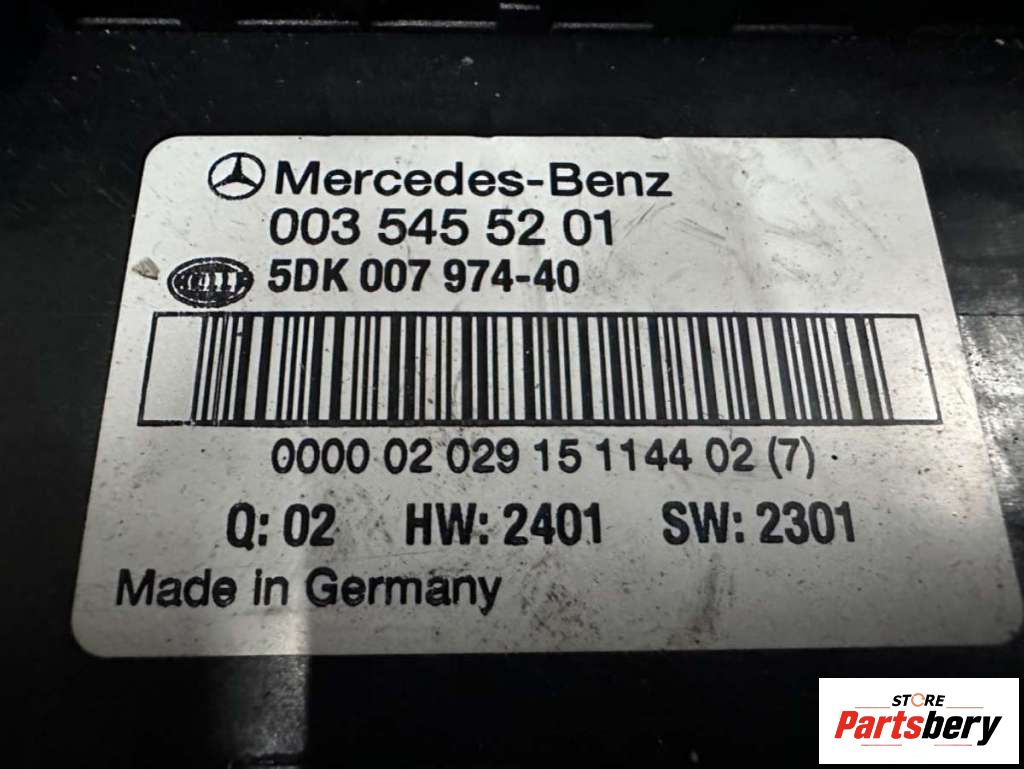 Mercedes-Benz
003 545 52 01
HELLA 5DK 007 974-40
0000 02 029 15 1144 02 (7)
Q: 02 HW: 2401 SW: 2301
Made in Germany
STORE
Partsbery